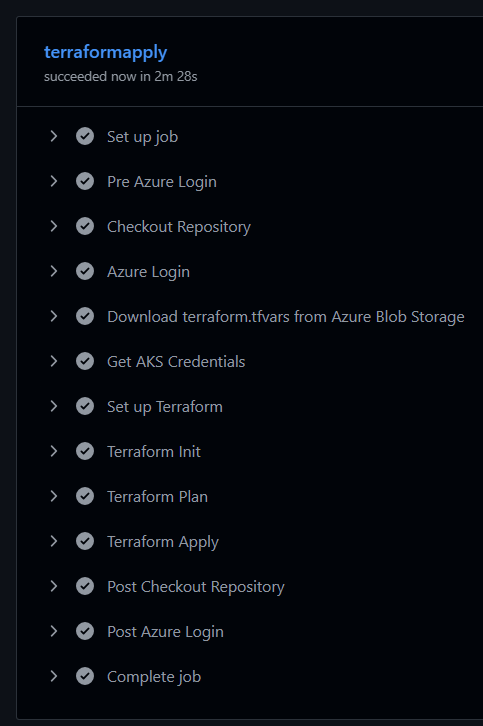 terraformapply
succeeded now in 2m 28s
Set up job
Pre Azure Login
Checkout Repository
Azure Login
Download terraform.tfvars from Azure Blob Storage
Get AKS Credentials
Set up Terraform
Terraform Init
Terraform Plan
Terraform Apply
Post Checkout Repository
Post Azure Login
Complete job